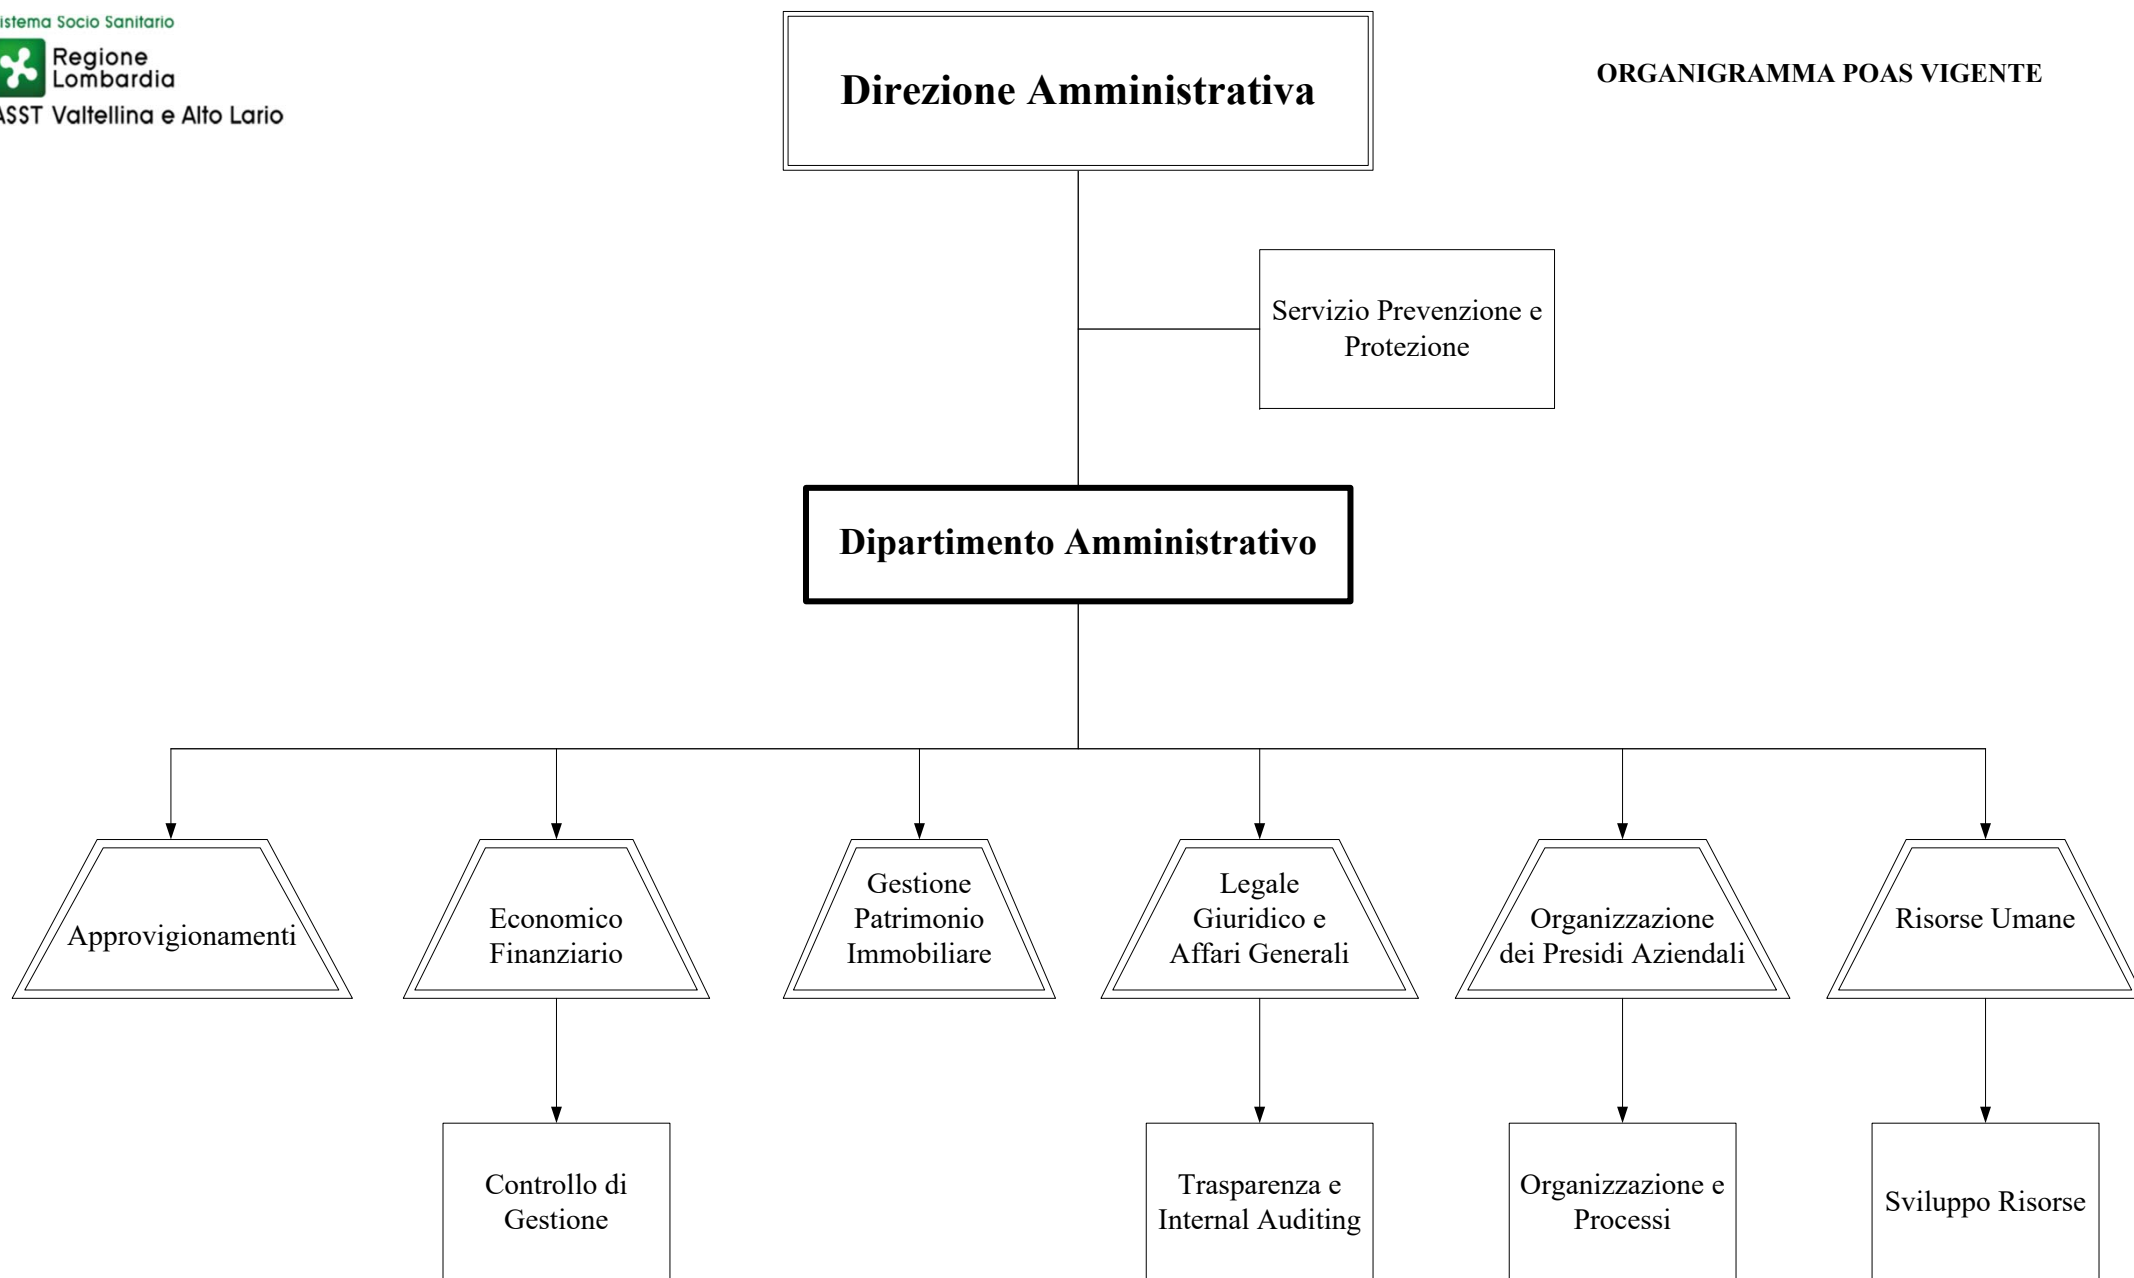 istema Socio Sanitario
Regione
Lombardia
ASST Valtellina e Alto Lario
Direzione Amministrativa
ORGANIGRAMMA POAS VIGENTE
Servizio Prevenzione e
Protezione
Dipartimento Amministrativo
Approvigionamenti
Economico
Finanziario
Gestione
Patrimonio
Immobiliare
Legale
Giuridico e
Affari Generali
Organizzazione
dei Presidi Aziendali
Risorse Umane
Controllo di
Gestione
Trasparenza e
Internal Auditing
Organizzazione e
Processi
Sviluppo Risorse